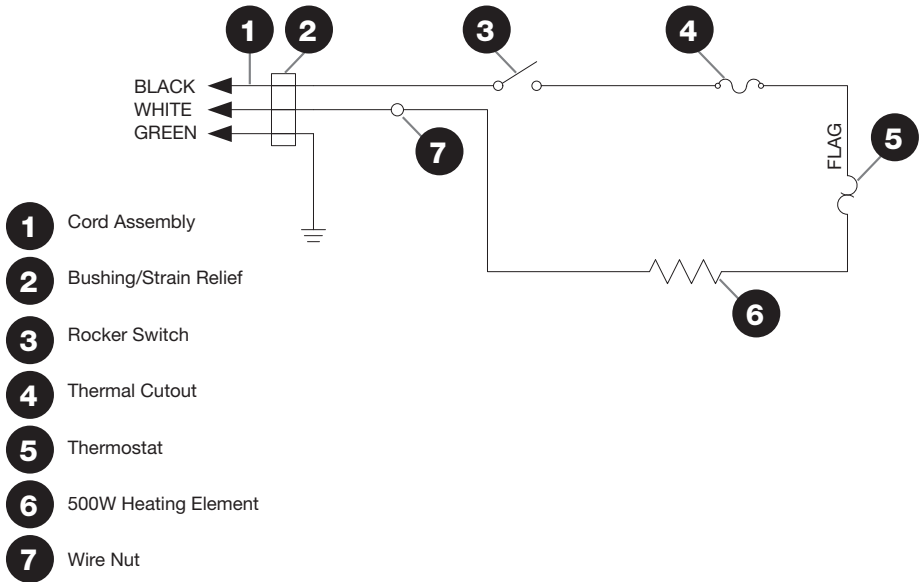 1
2
3
4
BLACK
WHITE
GREEN
7
FLAG
5
6
1 Cord Assembly
2 Bushing/Strain Relief
3 Rocker Switch
4 Thermal Cutout
5 Thermostat
6 500W Heating Element
7 Wire Nut